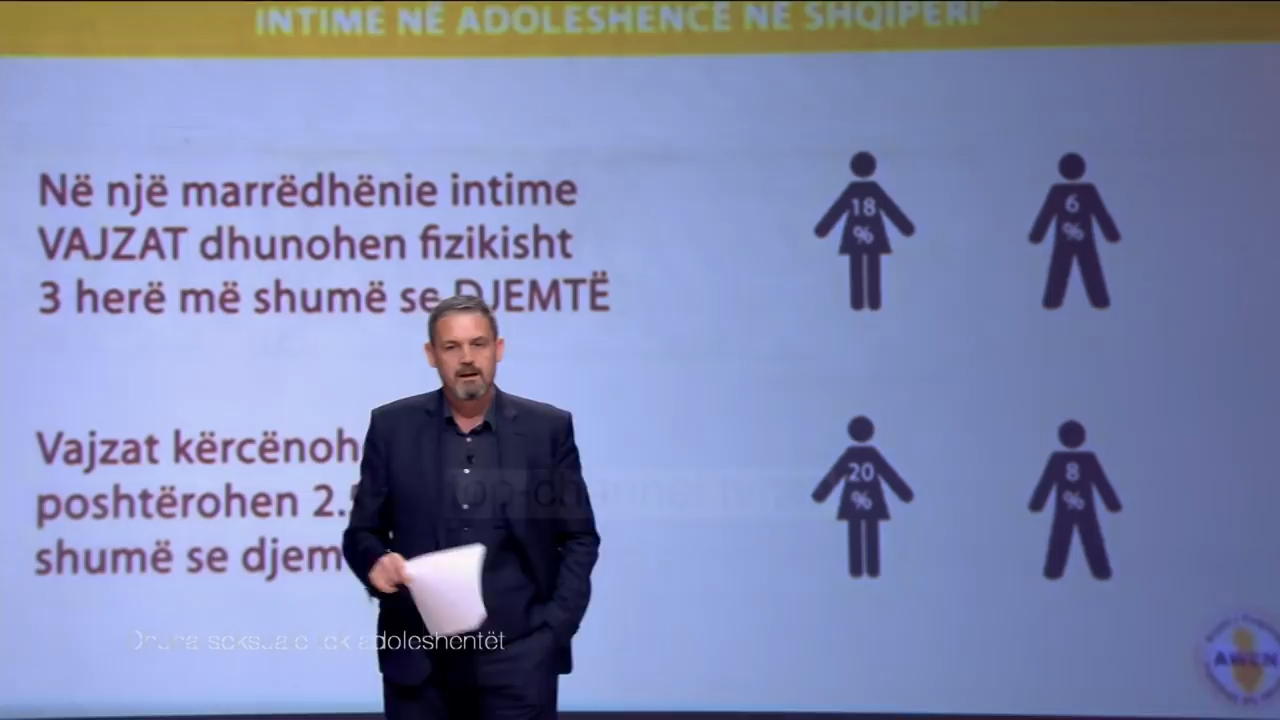 INTIME NË ADOLESHENCË NË SHQIPËRI"
Në një marrëdhënie intime
VAJZAT dhunohen fizikisht
3 herë më shumë se DJEMTË
18
%
6
%
Vajzat kërcënoh
poshtërohen 2.
shumë se djem
20
%
8
%
Dhuna seksuale tek adoleshentët
AWEN